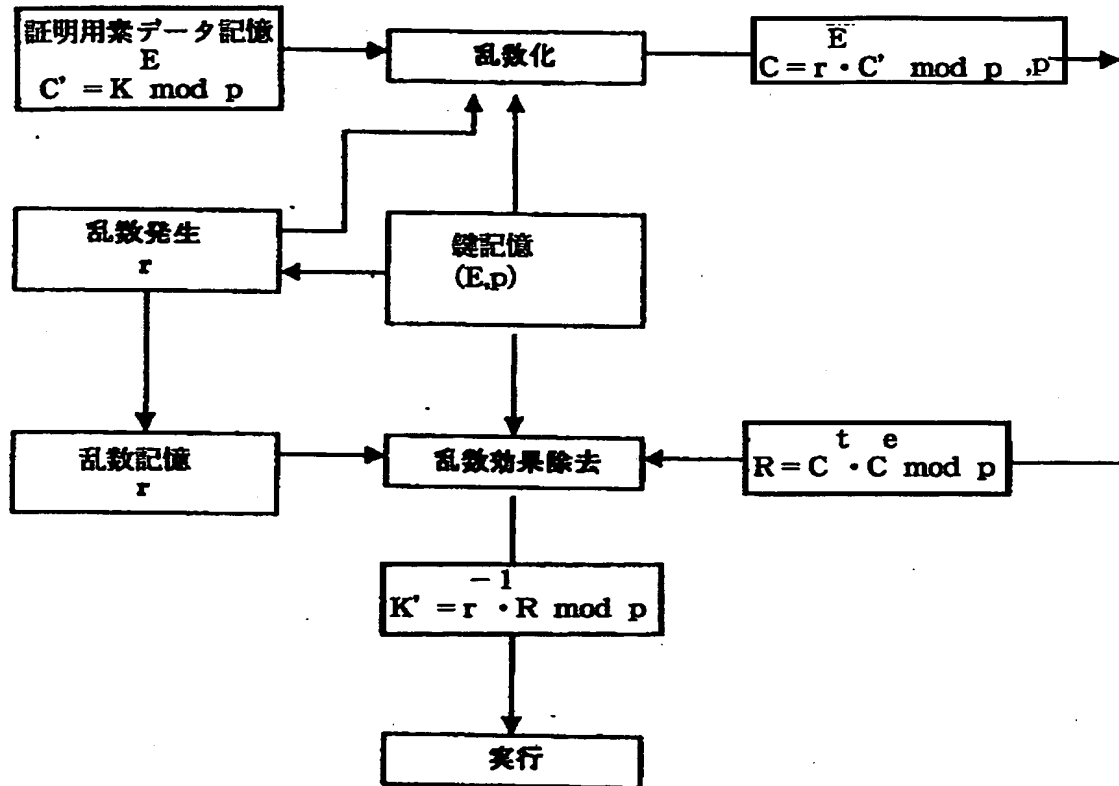 証明用素データ記憶
E
C' =K mod p
乱数化
E
C=r・C' mod p ,p
乱数発生
r
鍵記憶
(E,p)
乱数記憶
r
乱数効果除去
t e
R=C ・C mod p
−1
K' =r ・R mod p
実行